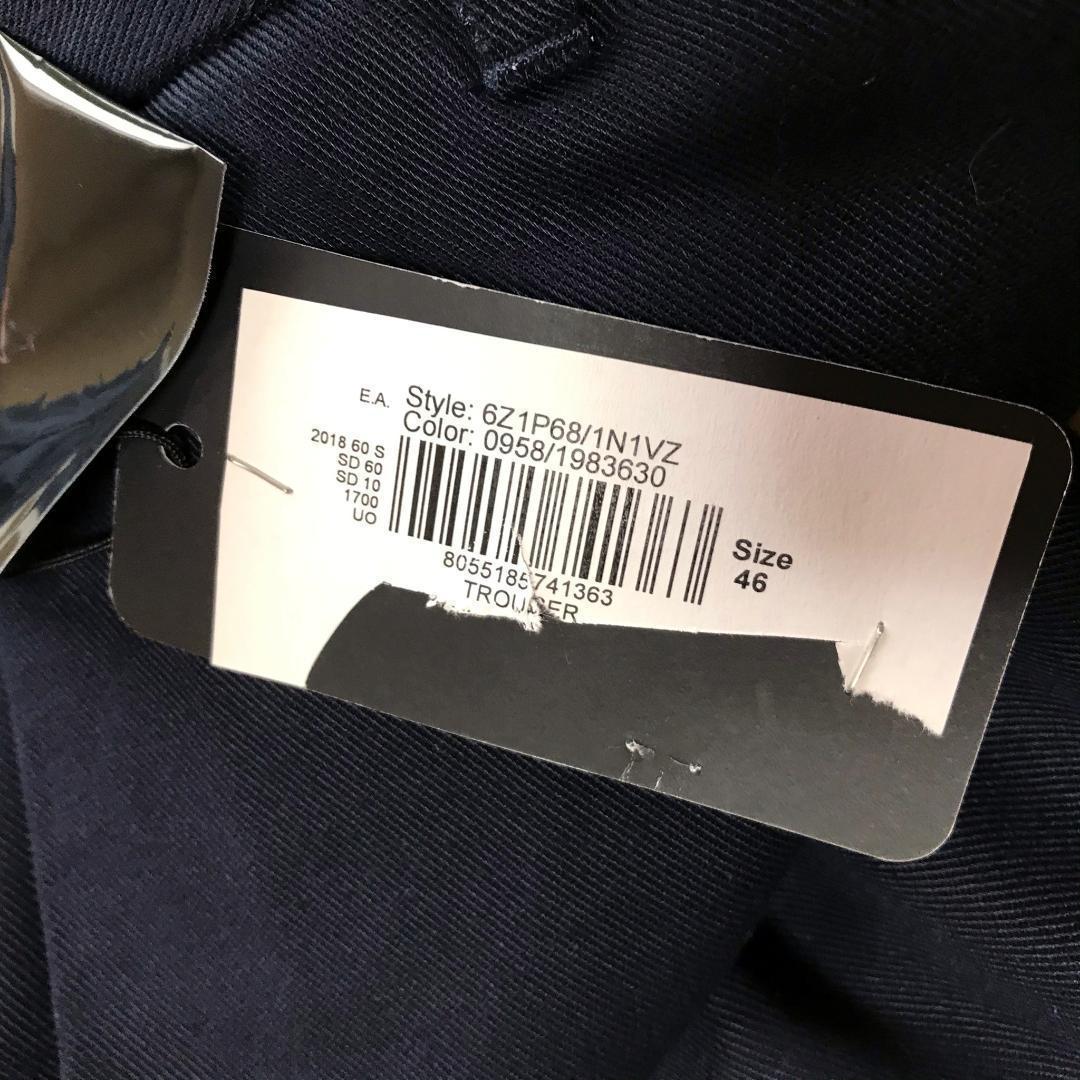 E.A.
Style: 6Z1P68/1N1VZ
Color: 0958/1983630
2018 60 S
SD 60
SD 10
1700
UO
8055185741363
TROUSER
Size
46